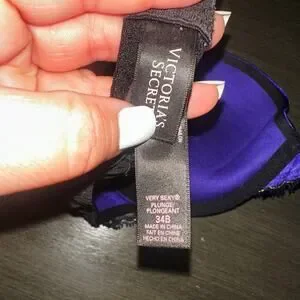 VICTORIA'S
SECRET
VERY SEXY®
PLUNGE/
PLONGEANT
34B
MADE IN CHINA
FAIT EN CHINE
HECHO EN CHINA